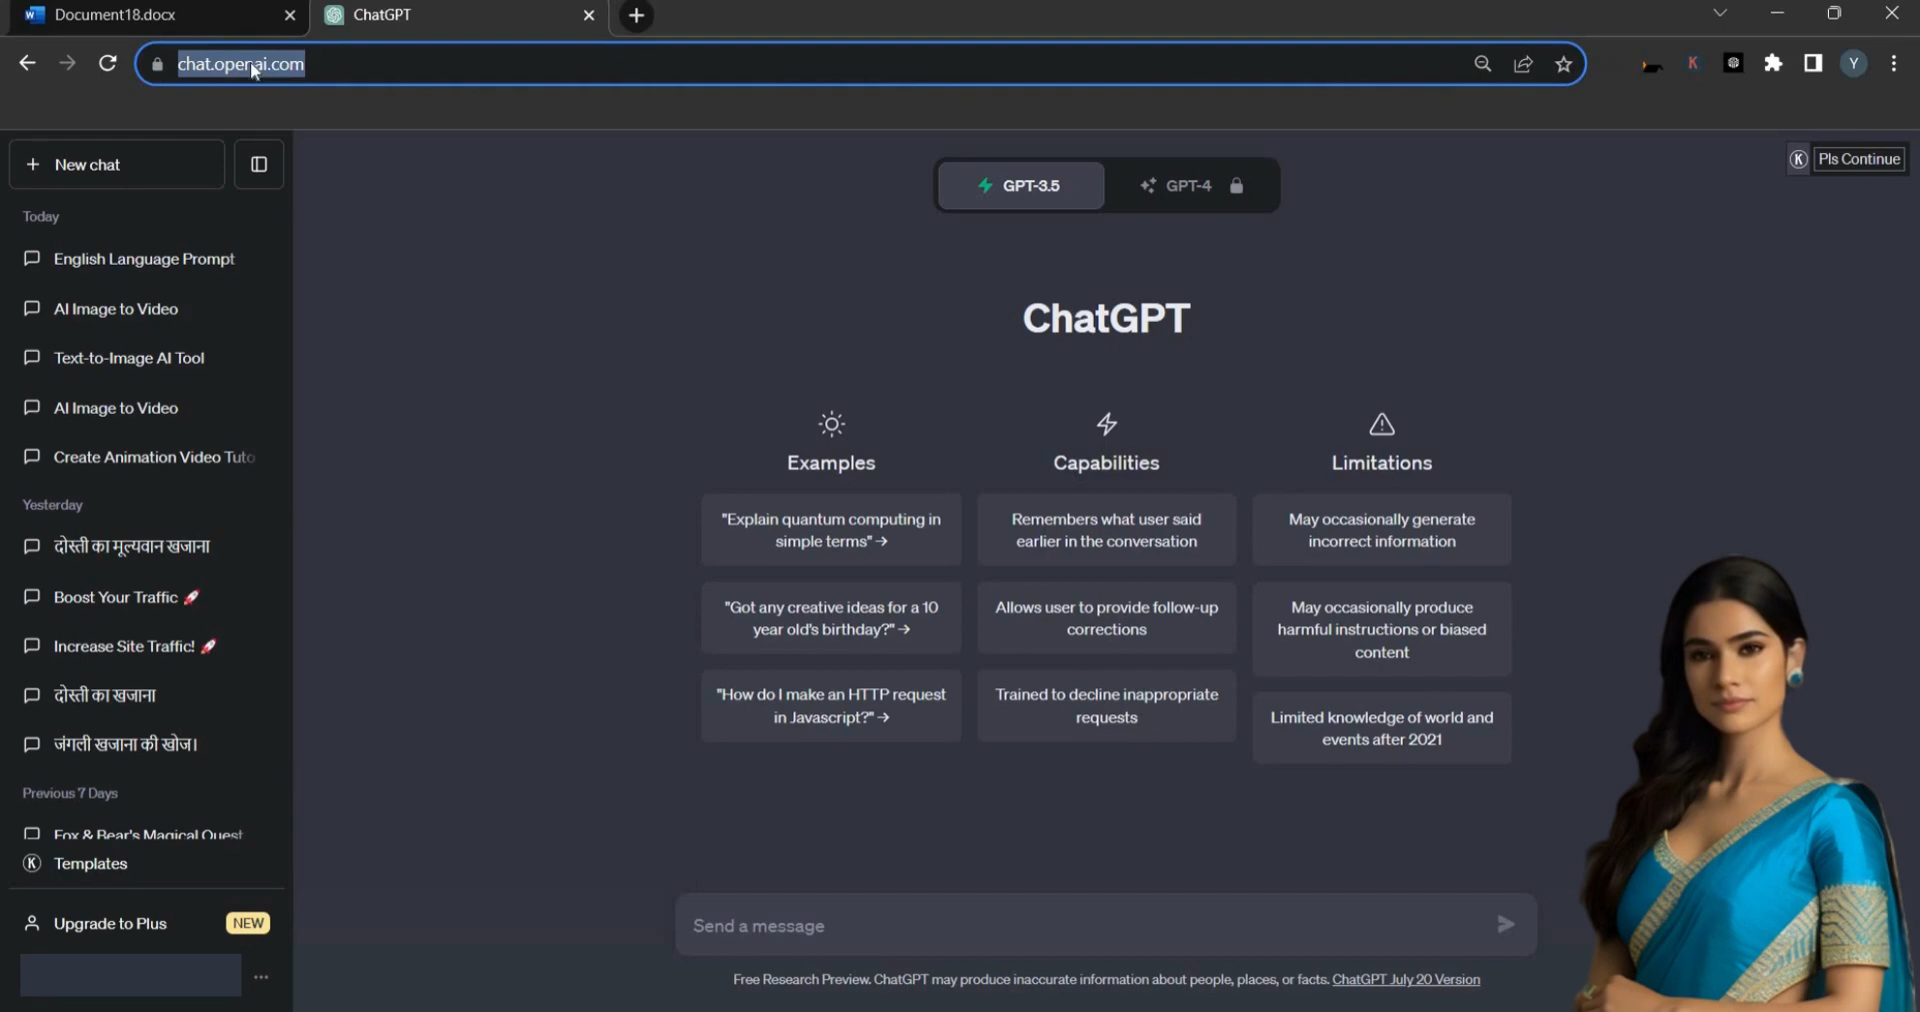 Document18.docx
ChatGPT
chat.openai.com
K
Y
New chat
Today
English Language Prompt
AI Image to Video
Text-to-Image AI Tool
AI Image to Video
Create Animation Video Tuto
Yesterday
दोस्ती का मूल्यवान खजाना
Boost Your Traffic 🚀
Increase Site Traffic! 🚀
दोस्ती का खजाना
जंगली खजाना की खोज।
Previous 7 Days
Fox & Bear's Magical Quest
K Templates
Upgrade to Plus NEW
K Pls Continue
GPT-3.5 GPT-4
ChatGPT
Examples
"Explain quantum computing in
simple terms" →
"Got any creative ideas for a 10
year old's birthday?" →
"How do I make an HTTP request
in Javascript?" →
Capabilities
Remembers what user said
earlier in the conversation
Allows user to provide follow-up
corrections
Trained to decline inappropriate
requests
Limitations
May occasionally generate
incorrect information
May occasionally produce
harmful instructions or biased
content
Limited knowledge of world and
events after 2021
Send a message
Free Research Preview. ChatGPT may produce inaccurate information about people, places, or facts. ChatGPT July 20 Version